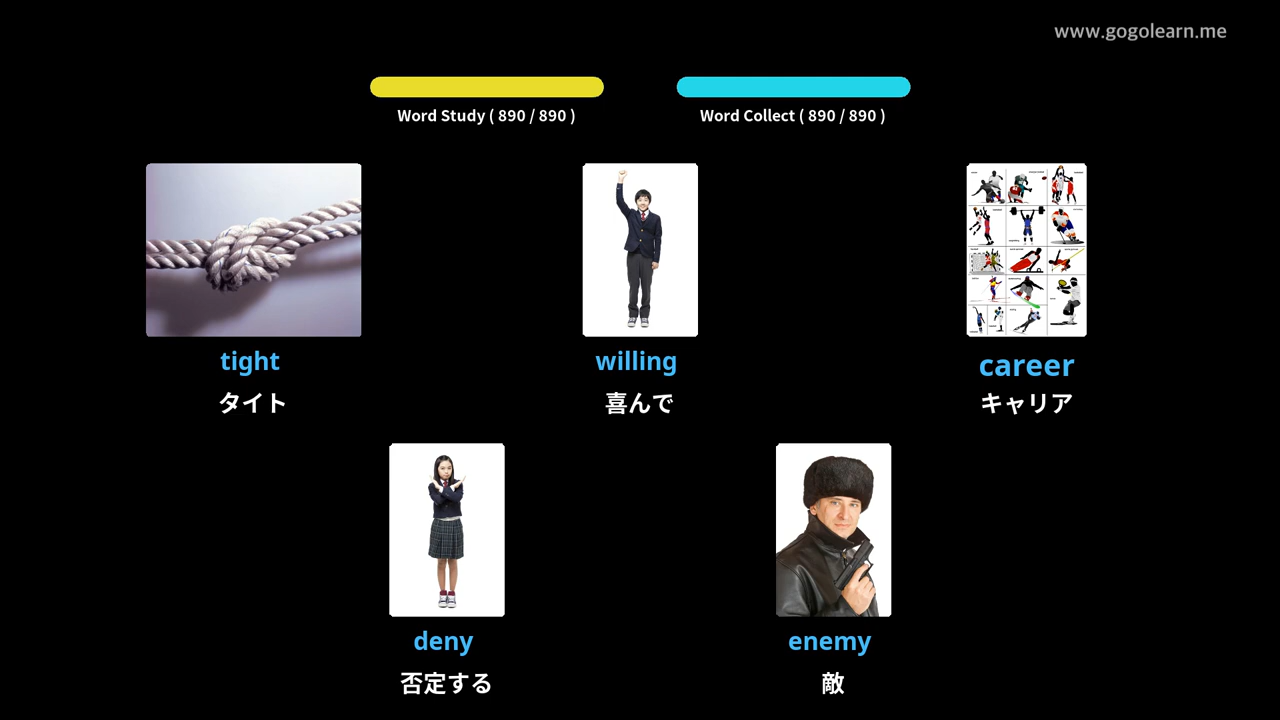 www.gogolearn.me
Word Study ( 890 / 890 )
Word Collect ( 890 / 890 )
tight
タイト
willing
喜んで
career
キャリア
deny
否定する
enemy
敵